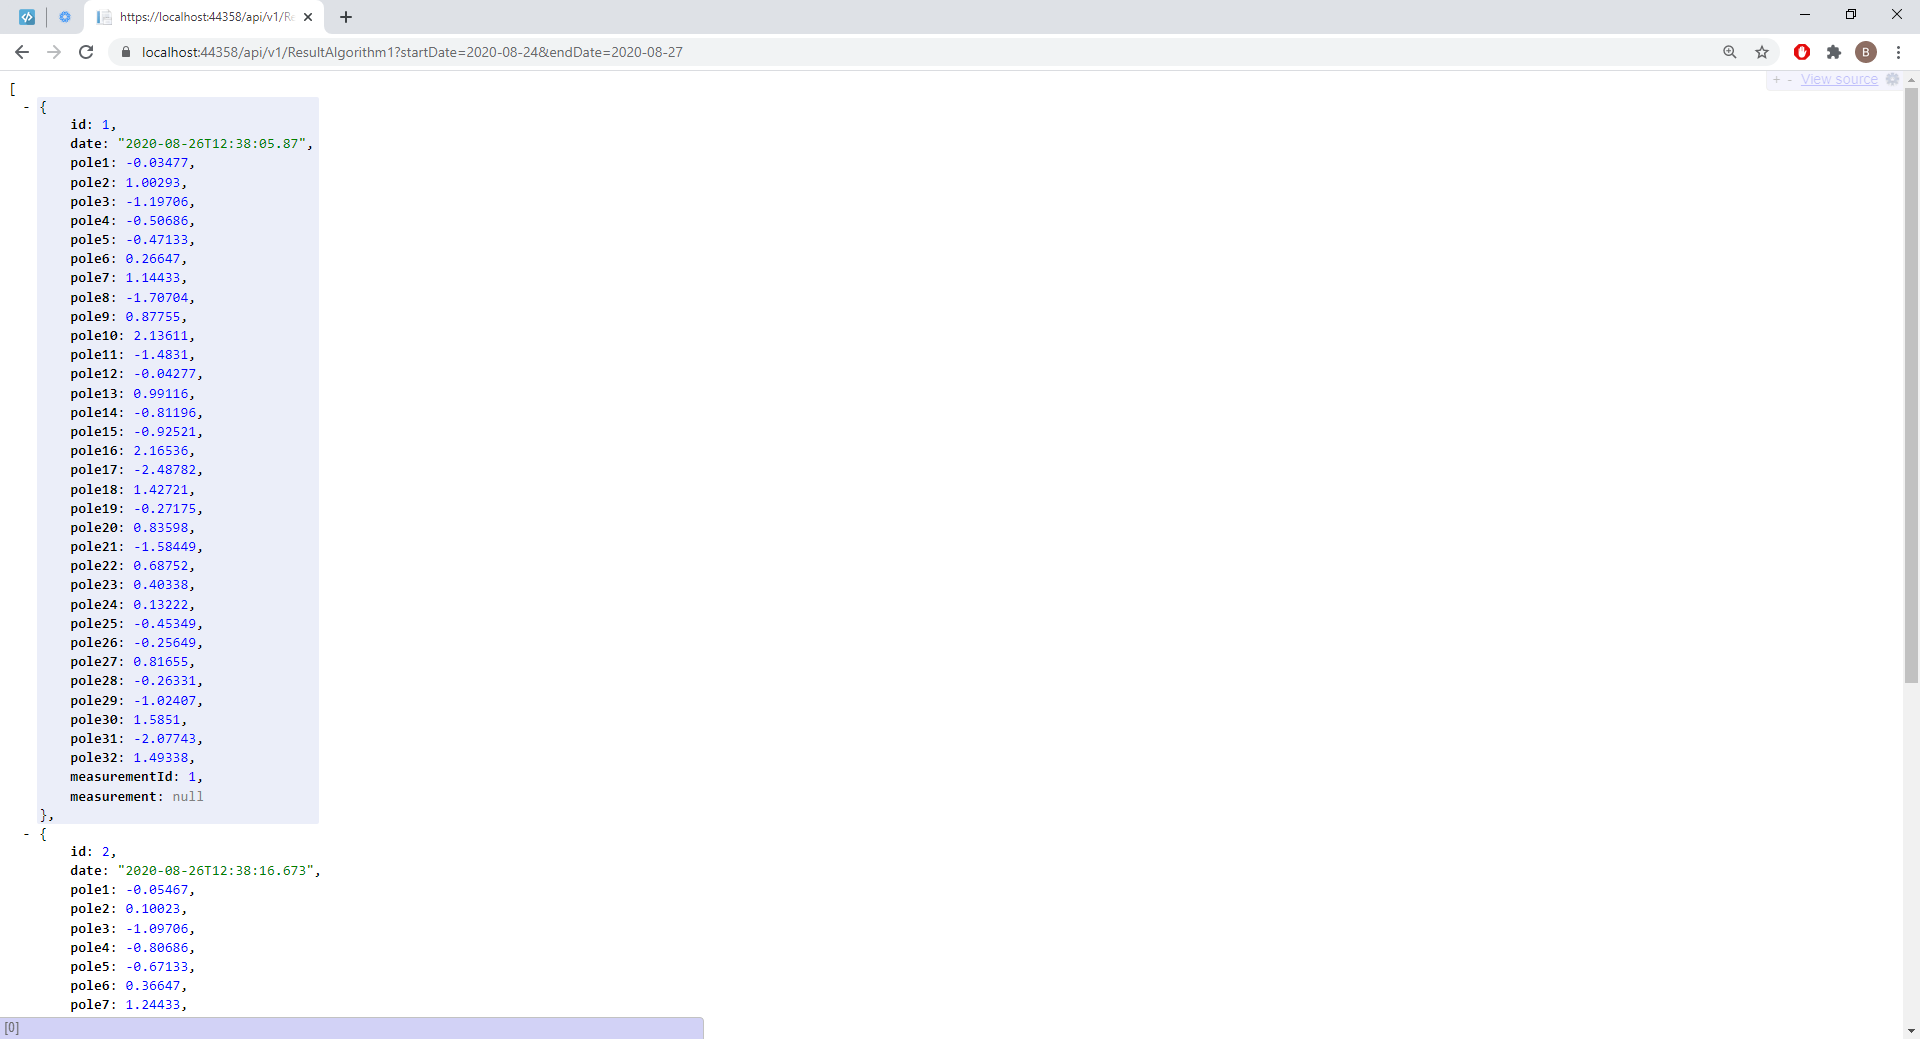 https://localhost:44358/api/v1/Re
localhost:44358/api/v1/ResultAlgorithm1?startDate=2020-08-24&endDate=2020-08-27
B
+ - View source
[
- {
id: 1,
date: "2020-08-26T12:38:05.87",
pole1: -0.03477,
pole2: 1.00293,
pole3: -1.19706,
pole4: -0.50686,
pole5: -0.47133,
pole6: 0.26647,
pole7: 1.14433,
pole8: -1.70704,
pole9: 0.87755,
pole10: 2.13611,
pole11: -1.4831,
pole12: -0.04277,
pole13: 0.99116,
pole14: -0.81196,
pole15: -0.92521,
pole16: 2.16536,
pole17: -2.48782,
pole18: 1.42721,
pole19: -0.27175,
pole20: 0.83598,
pole21: -1.58449,
pole22: 0.68752,
pole23: 0.40338,
pole24: 0.13222,
pole25: -0.45349,
pole26: -0.25649,
pole27: 0.81655,
pole28: -0.26331,
pole29: -1.02407,
pole30: 1.5851,
pole31: -2.07743,
pole32: 1.49338,
measurementId: 1,
measurement: null
},
- {
id: 2,
date: "2020-08-26T12:38:16.673",
pole1: -0.05467,
pole2: 0.10023,
pole3: -1.09706,
pole4: -0.80686,
pole5: -0.67133,
pole6: 0.36647,
pole7: 1.24433,
[0]